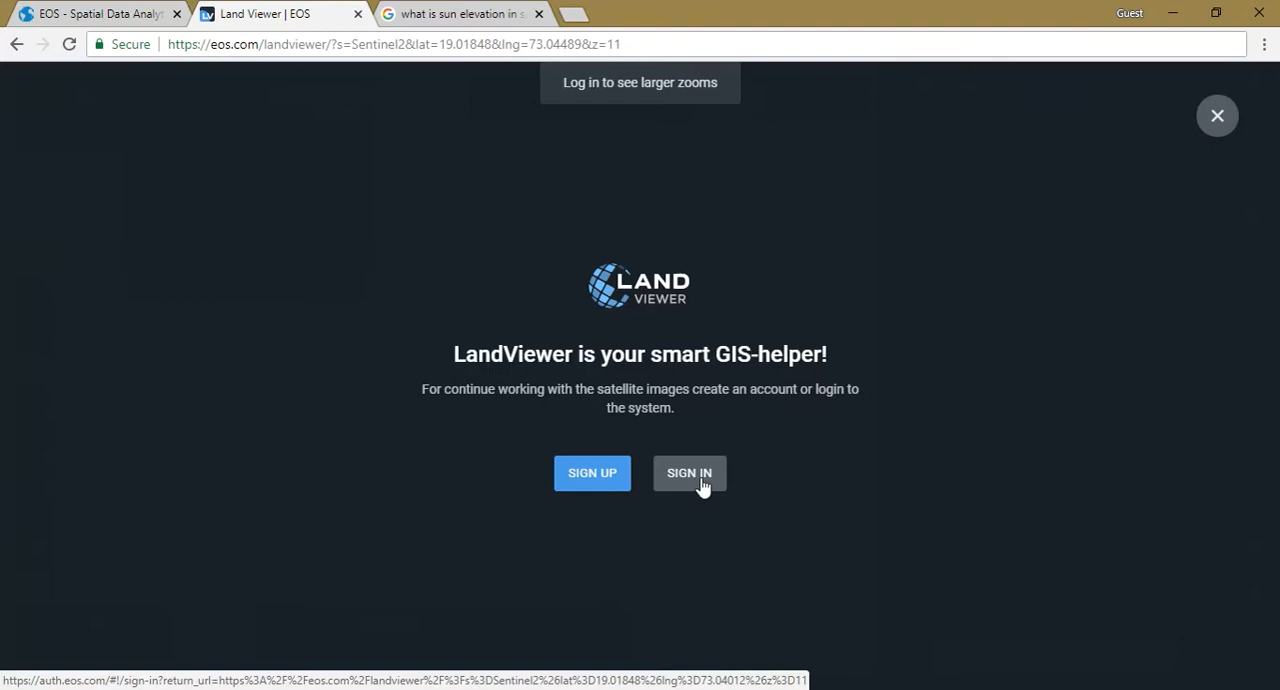 EOS - Spatial Data Analyt
Land Viewer | EOS
what is sun elevation in s
Guest
Secure
https://eos.com/landviewer/?s=Sentinel2&lat=19.01848&lng=73.04489&z=11
Log in to see larger zooms
LAND
VIEWER
LandViewer is your smart GIS-helper!
For continue working with the satellite images create an account or login to
the system.
SIGN UP
SIGN IN
https://auth.eos.com/#!/sign-in?return_url=https%3A%2F%2Feos.com%2Flandviewer%2F%3Fs%3DSentinel2%26lat%3D19.01848%26lng%3D73.04012%26z%3D11